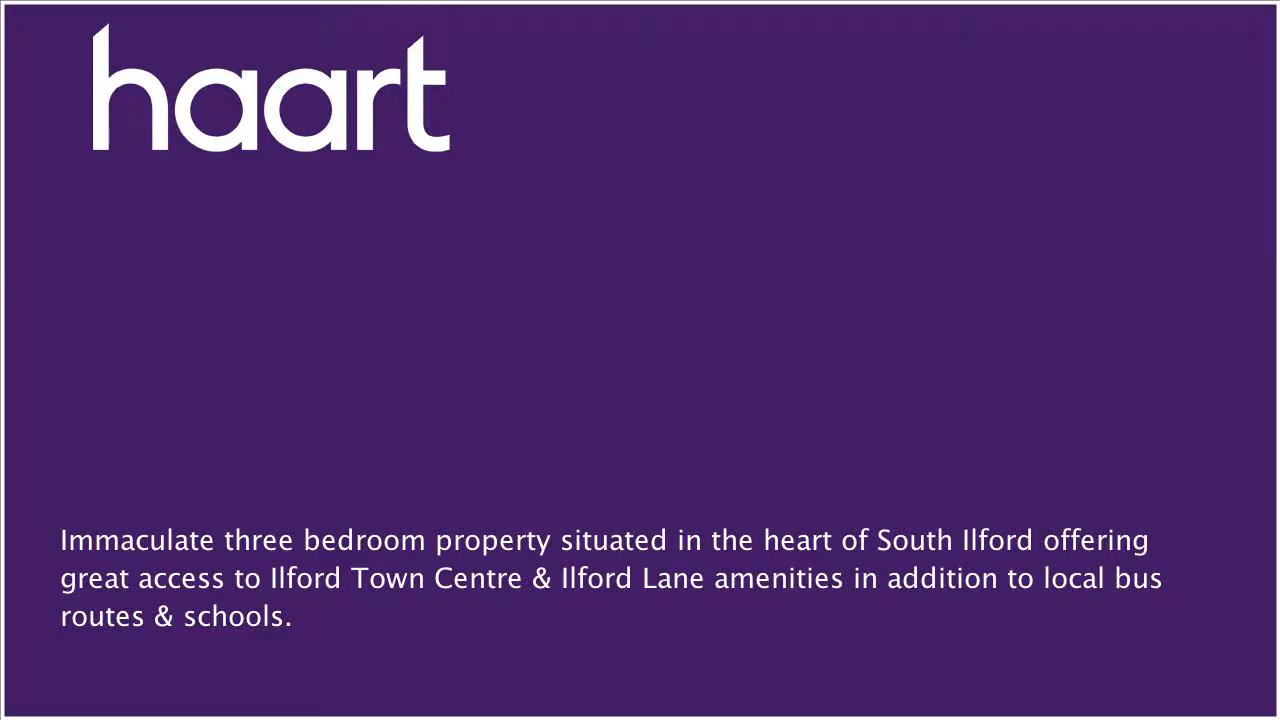 haart
Immaculate three bedroom property situated in the heart of South Ilford offering
great access to Ilford Town Centre & Ilford Lane amenities in addition to local bus
routes & schools.